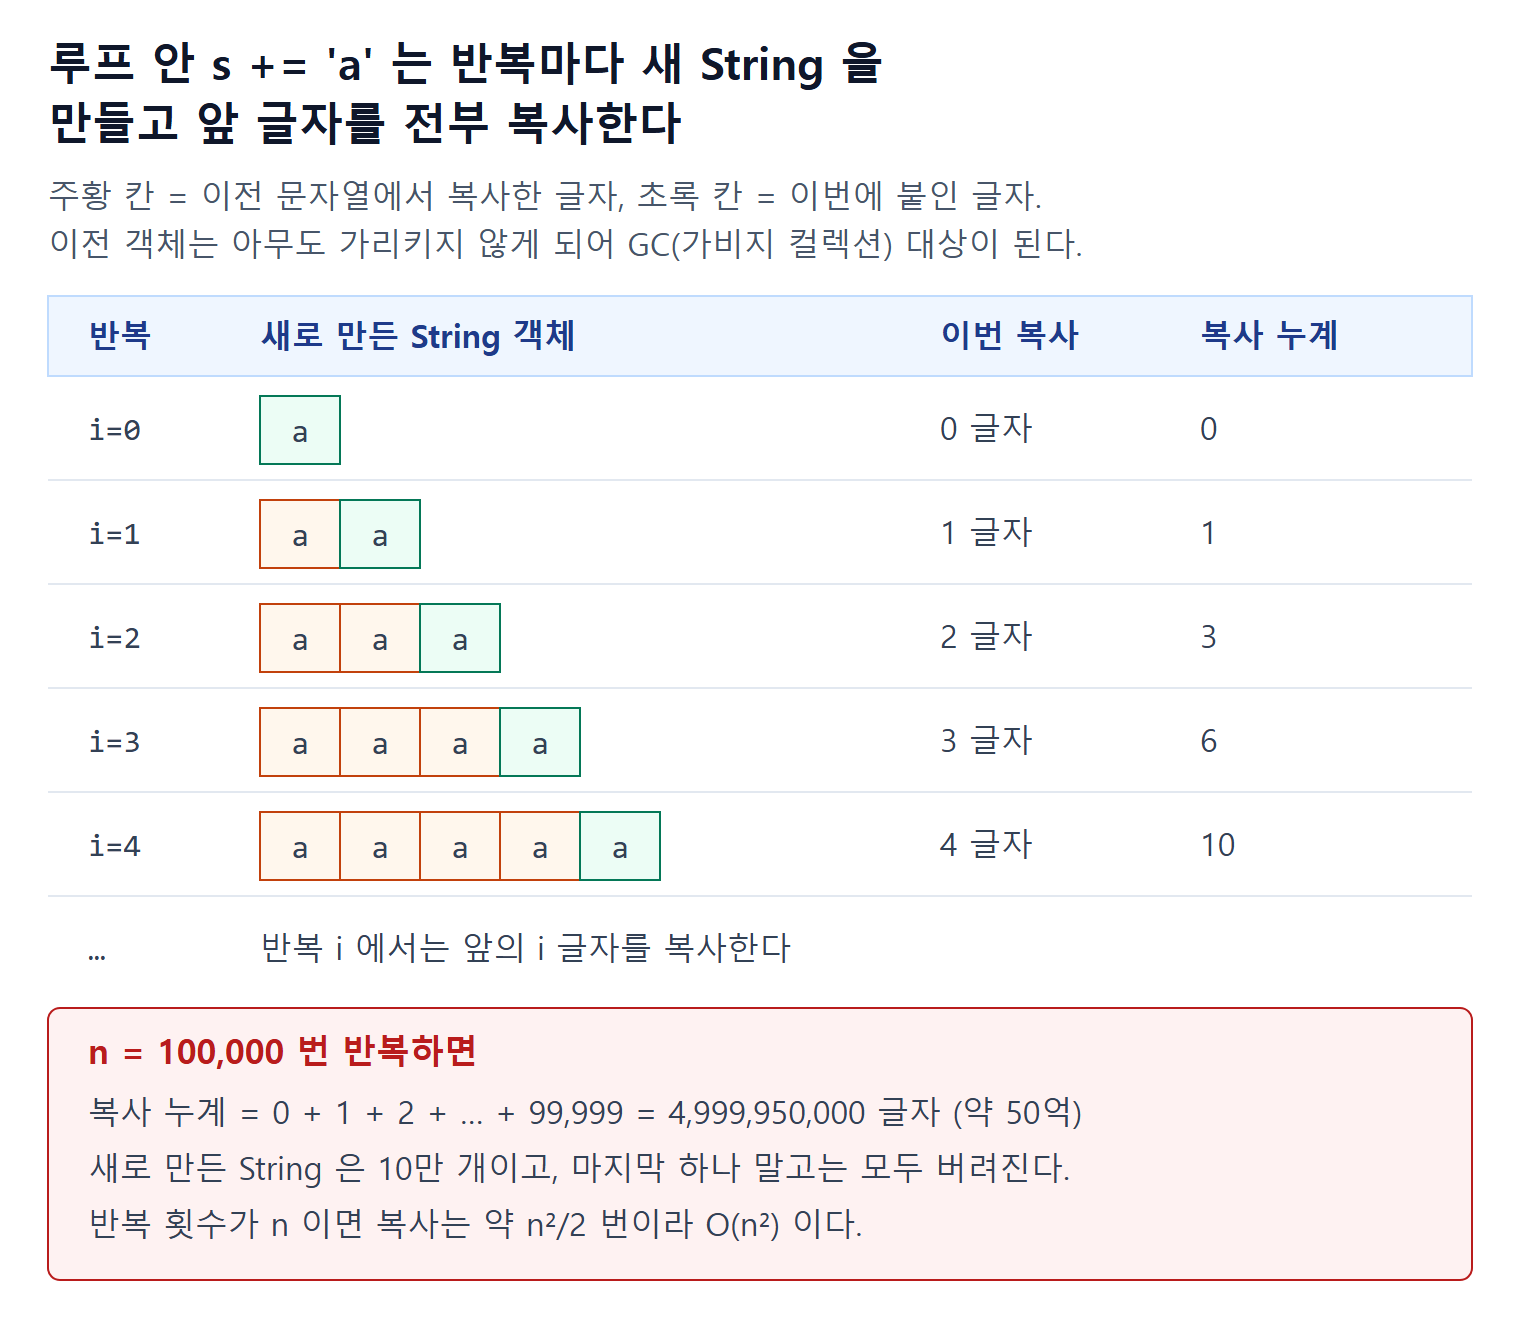 루프 안 s += 'a' 는 반복마다 새 String 을
만들고 앞 글자를 전부 복사한다
주황 칸 = 이전 문자열에서 복사한 글자, 초록 칸 = 이번에 붙인 글자.
이전 객체는 아무도 가리키지 않게 되어 GC(가비지 컬렉션) 대상이 된다.
반복 새로 만든 String 객체 이번 복사 복사 누계
i=0 a 0 글자 0
i=1 a a 1 글자 1
i=2 a a a 2 글자 3
i=3 a a a a 3 글자 6
i=4 a a a a a 4 글자 10
… 반복 i 에서는 앞의 i 글자를 복사한다
n = 100,000 번 반복하면
복사 누계 = 0 + 1 + 2 + … + 99,999 = 4,999,950,000 글자 (약 50억)
새로 만든 String 은 10만 개이고, 마지막 하나 말고는 모두 버려진다.
반복 횟수가 n 이면 복사는 약 n²/2 번이라 O(n²) 이다.